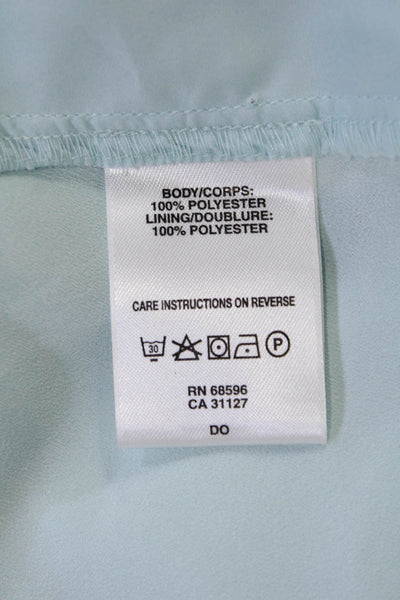 BODY/CORPS:
100% POLYESTER
LINING/DOUBLURE:
100% POLYESTER
CARE INSTRUCTIONS ON REVERSE
30 P
RN 68596
CA 31127
DO